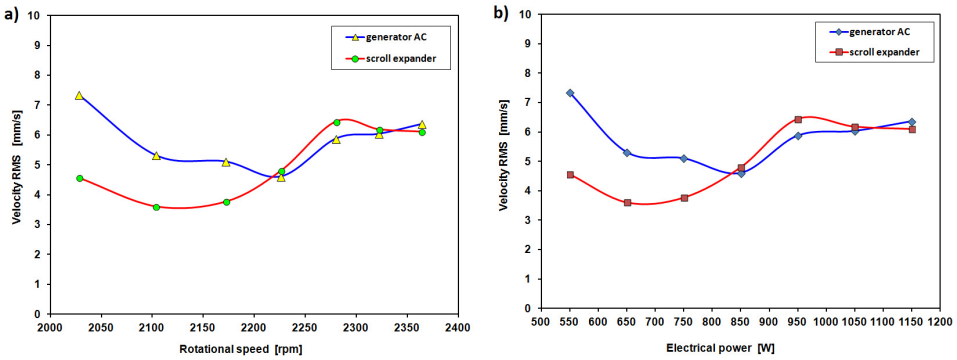 a)
10
9
8
7
6
5
4
3
2
1
0
Velocity RMS [mm/s]
generator AC
scroll expander
2000 2050 2100 2150 2200 2250 2300 2350 2400
Rotational speed [rpm]
b)
10
9
8
7
6
5
4
3
2
1
0
Velocity RMS [mm/s]
generator AC
scroll expander
500 550 600 650 700 750 800 850 900 950 1000 1050 1100 1150 1200
Electrical power [W]